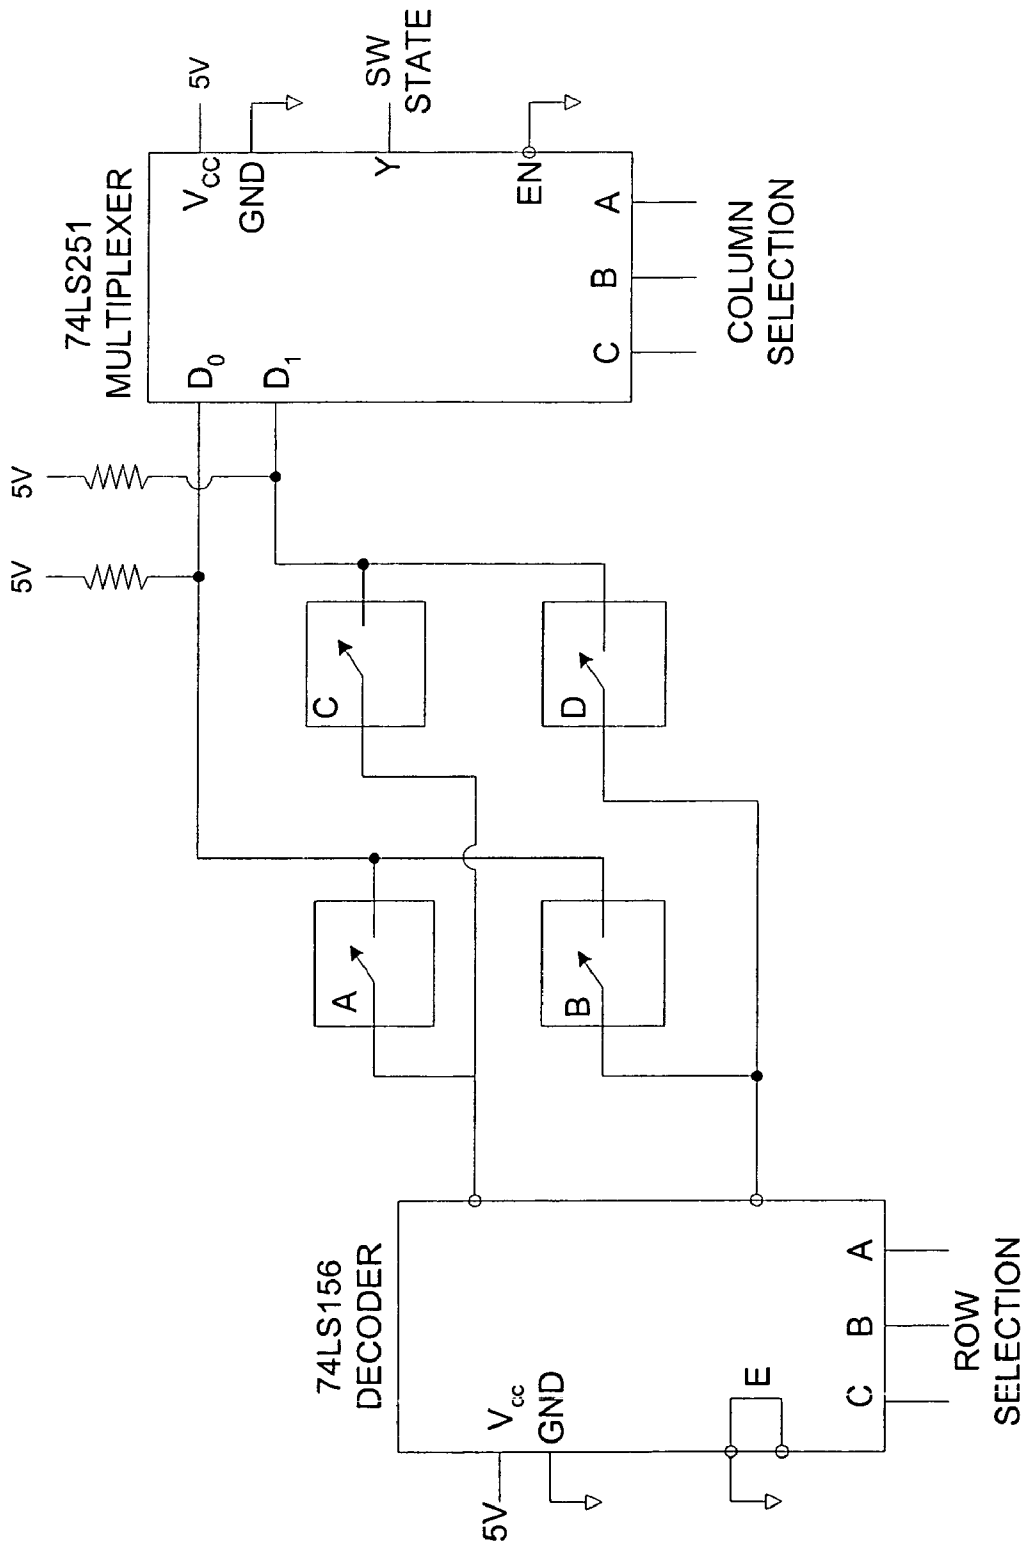 74LS156
DECODER
5V
Vcc
GND
E
C
B
A
ROW
SELECTION
A
B
C
D
5V
5V
74LS251
MULTIPLEXER
D0
D1
VCC
5V
GND
Y
SW
STATE
EN
C
B
A
COLUMN
SELECTION